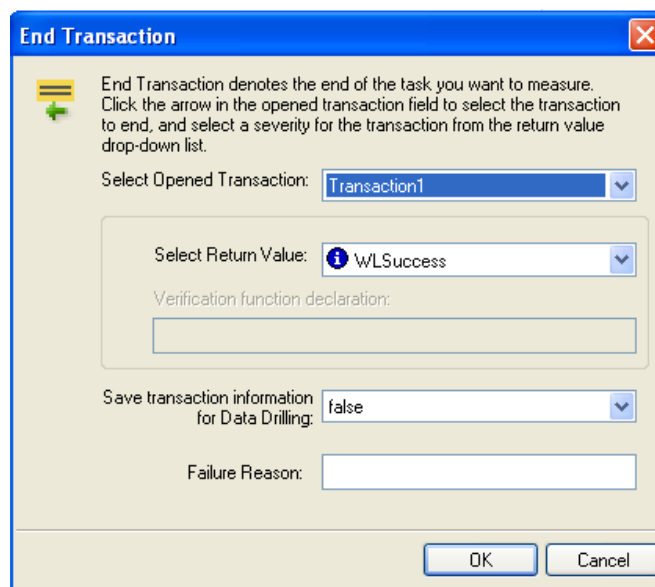 End Transaction
End Transaction denotes the end of the task you want to measure.
Click the arrow in the opened transaction field to select the transaction
to end, and select a severity for the transaction from the return value
drop-down list.
Select Opened Transaction: Transaction1
Select Return Value: WLSuccess
Verification function declaration:
Save transaction information
for Data Drilling: false
Failure Reason:
OK Cancel